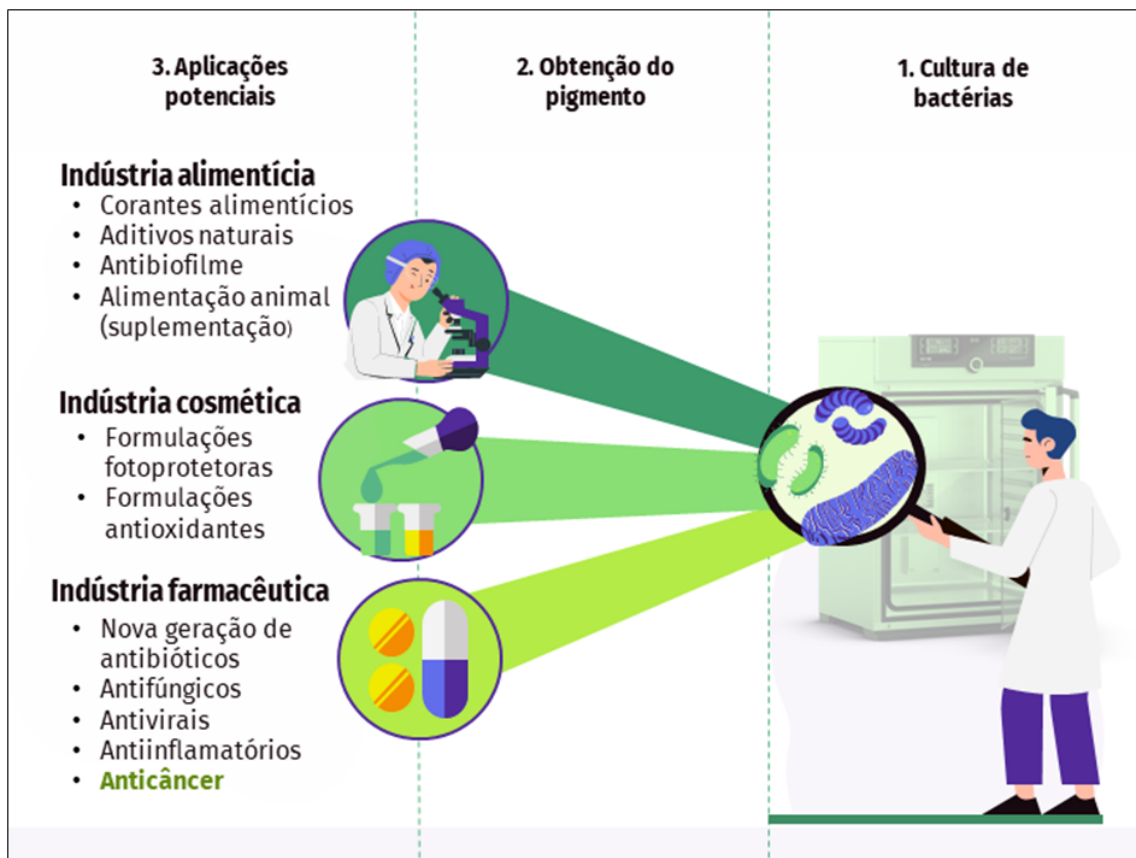 3. Aplicações
potenciais
2. Obtenção do
pigmento
1. Cultura de
bactérias
Indústria alimentícia
• Corantes alimentícios
• Aditivos naturais
• Antibiofilme
• Alimentação animal
(suplementação)
Indústria cosmética
• Formulações
fotoprotetoras
• Formulações
antioxidantes
Indústria farmacêutica
• Nova geração de
antibióticos
• Antifúngicos
• Antivirais
• Antiinflamatórios
• Anticâncer